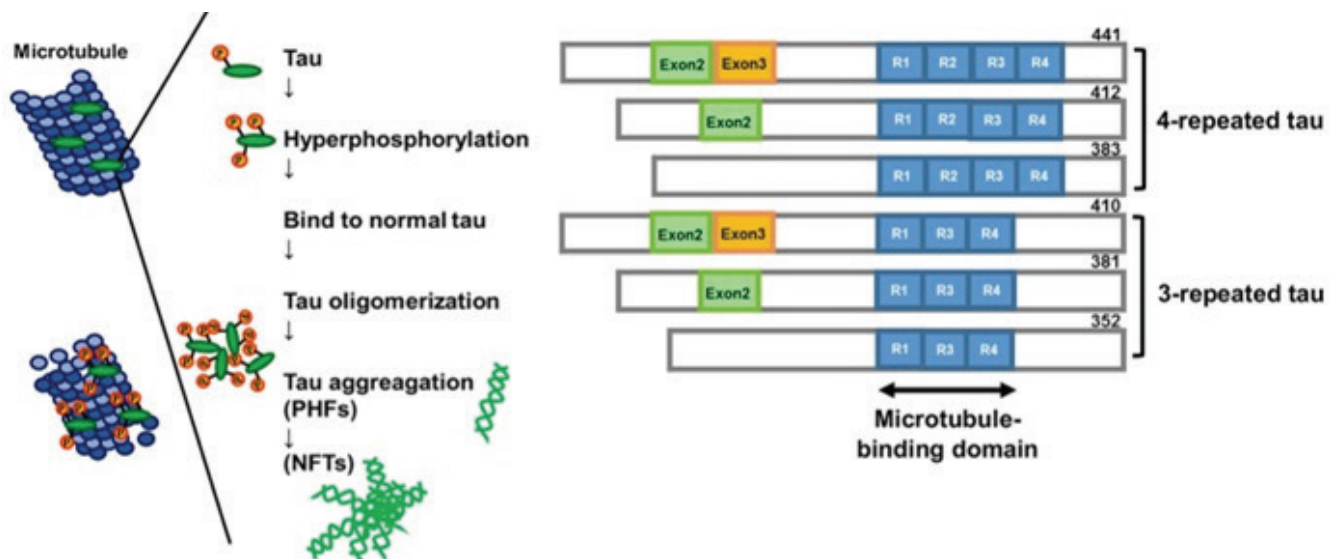 Microtubule
Tau
↓
Hyperphosphorylation
↓
Bind to normal tau
↓
Tau oligomerization
↓
Tau aggreagation
(PHFs)
↓
(NFTs)
P
P P
P
441
Exon2 Exon3 R1 R2 R3 R4
412
Exon2 R1 R2 R3 R4
383
R1 R2 R3 R4
4-repeated tau
410
Exon2 Exon3 R1 R3 R4
381
Exon2 R1 R3 R4
352
R1 R3 R4
3-repeated tau
Microtubule-
binding domain